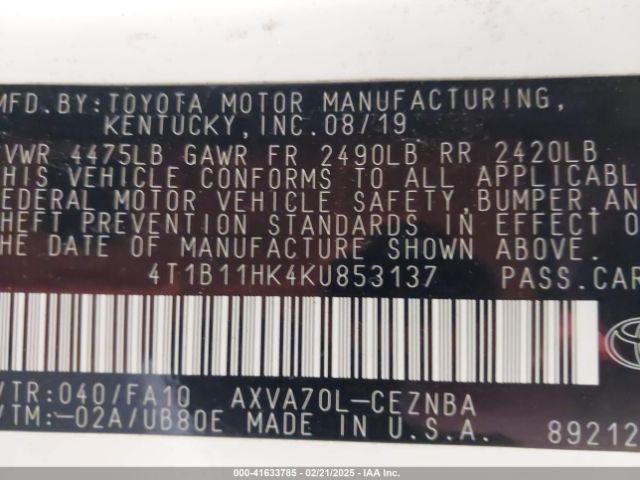 MFD. BY: TOYOTA MOTOR MANUFACTURING,
KENTUCKY, INC. 08/19
VWR 4475LB GAWR FR 2490LB RR 2420LB
HIS VEHICLE CONFORMS TO ALL APPLICABL
EDERAL MOTOR VEHICLE SAFETY, BUMPER, AN
HEFT PREVENTION STANDARDS IN EFFECT O
HE DATE OF MANUFACTURE SHOWN ABOVE.
4T1B11HK4KU853137 PASS. CAR
/TR: 040/FA10 AXVA70L-CEZNBA
/TM: -02A/UB80E MADE IN U.S.A. 89212
000-41633785 - 02/21/2025 - IAA Inc.